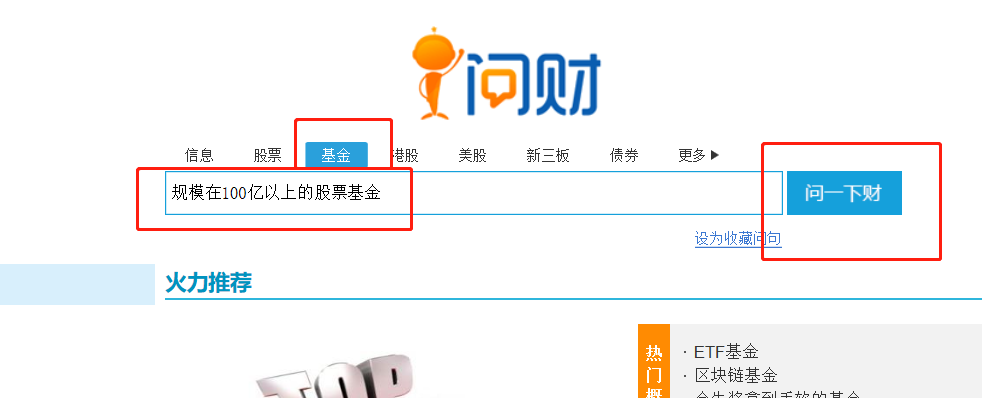 问财
信息 股票 基金 港股 美股 新三板 债券 更多
规模在100亿以上的股票基金
问一下财
设为收藏问句
火力推荐
TOP
热门概
· ETF基金
· 区块链基金